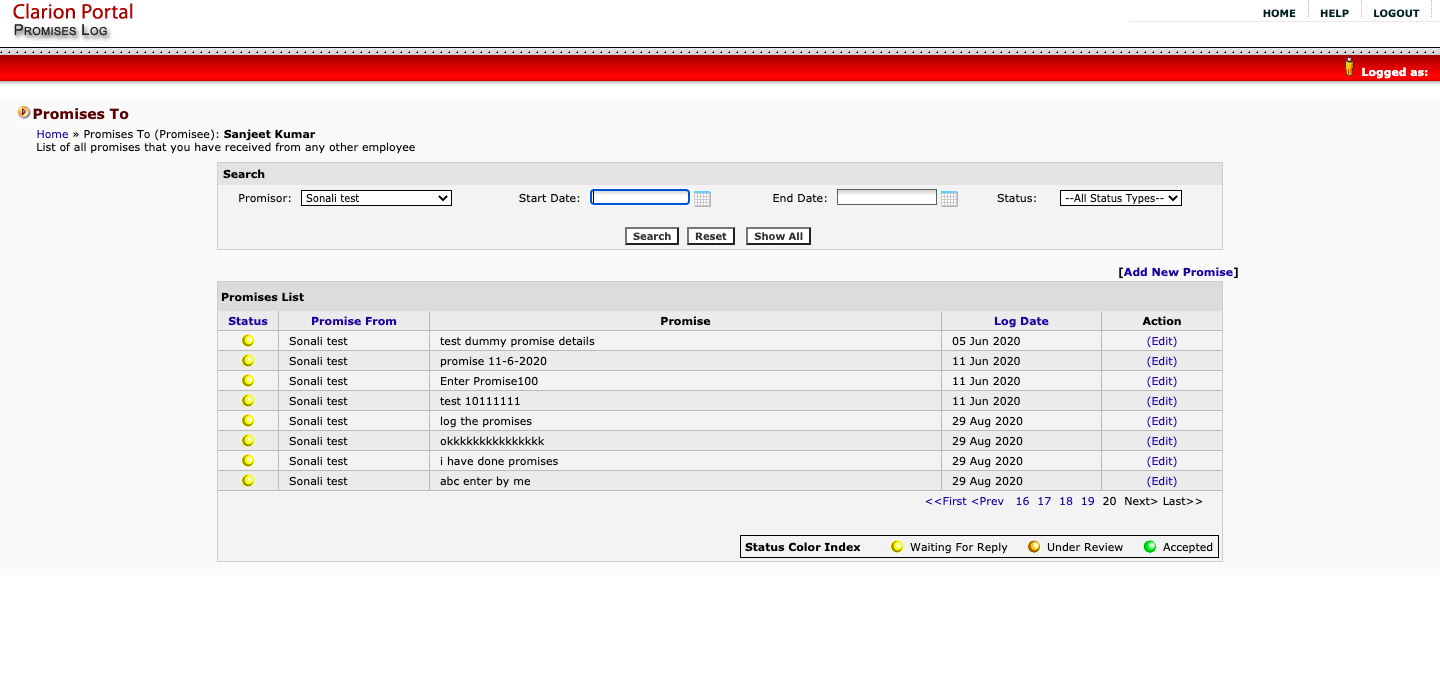 Clarion Portal
PROMISES LOG
HOME HELP LOGOUT
Logged as:
Promises To
Home » Promises To (Promisee): Sanjeet Kumar
List of all promises that you have received from any other employee
Search
Promisor: Sonali test Start Date: End Date: Status: --All Status Types--
Search Reset Show All
[Add New Promise]
Promises List
Status Promise From Promise Log Date Action
Sonali test test dummy promise details 05 Jun 2020 (Edit)
Sonali test promise 11-6-2020 11 Jun 2020 (Edit)
Sonali test Enter Promise100 11 Jun 2020 (Edit)
Sonali test test 10111111 11 Jun 2020 (Edit)
Sonali test log the promises 29 Aug 2020 (Edit)
Sonali test okkkkkkkkkkkkkkk 29 Aug 2020 (Edit)
Sonali test i have done promises 29 Aug 2020 (Edit)
Sonali test abc enter by me 29 Aug 2020 (Edit)
<<First <Prev 16 17 18 19 20 Next> Last>>
Status Color Index Waiting For Reply Under Review Accepted